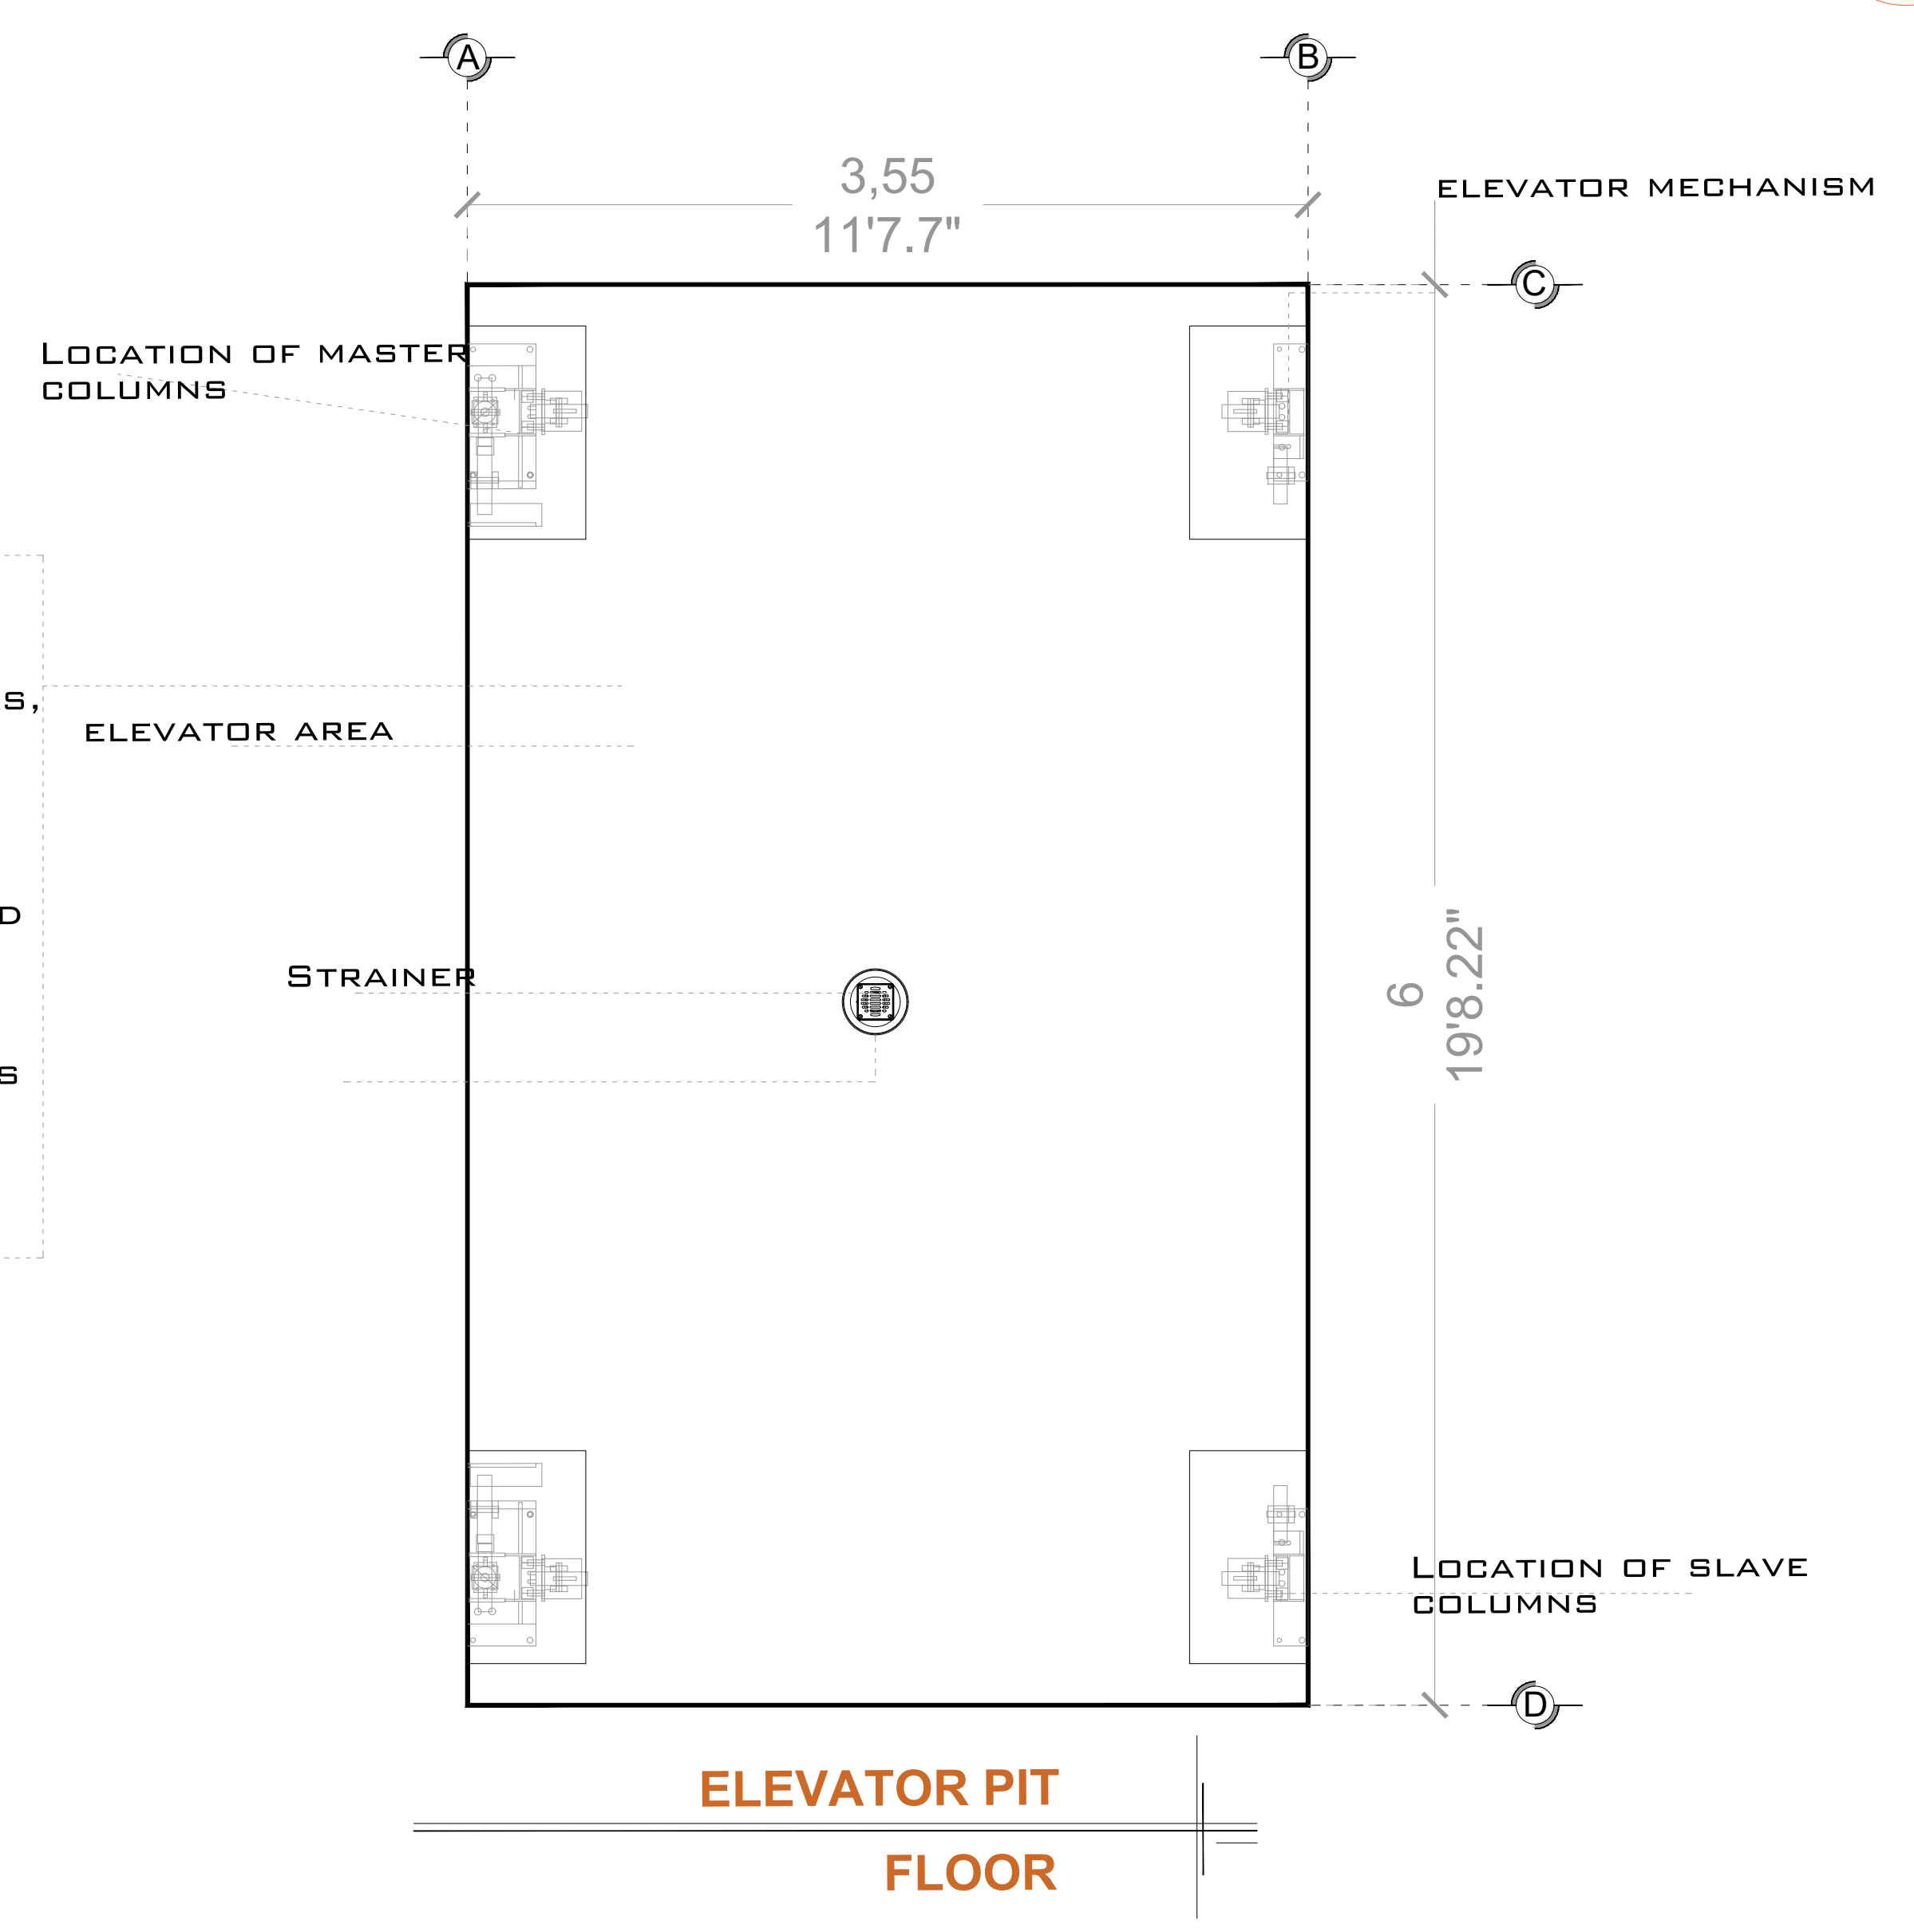 A
B
3,55
11'7.7"
ELEVATOR MECHANISM
C
LOCATION OF MASTER
COLUMNS
S,
ELEVATOR AREA
D
STRAINER
6
19'8.22"
S
LOCATION OF SLAVE
COLUMNS
D
ELEVATOR PIT
FLOOR